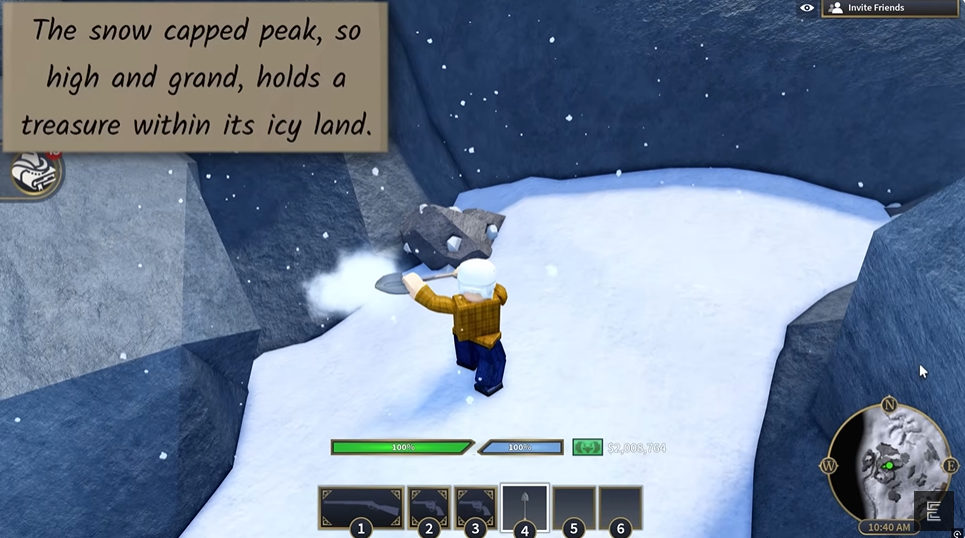 The snow capped peak, so
high and grand, holds a
treasure within its icy land.
Invite Friends
N
W
E
100%
100%
$2,008,764
1
2
3
4
5
6
10:40 AM
E